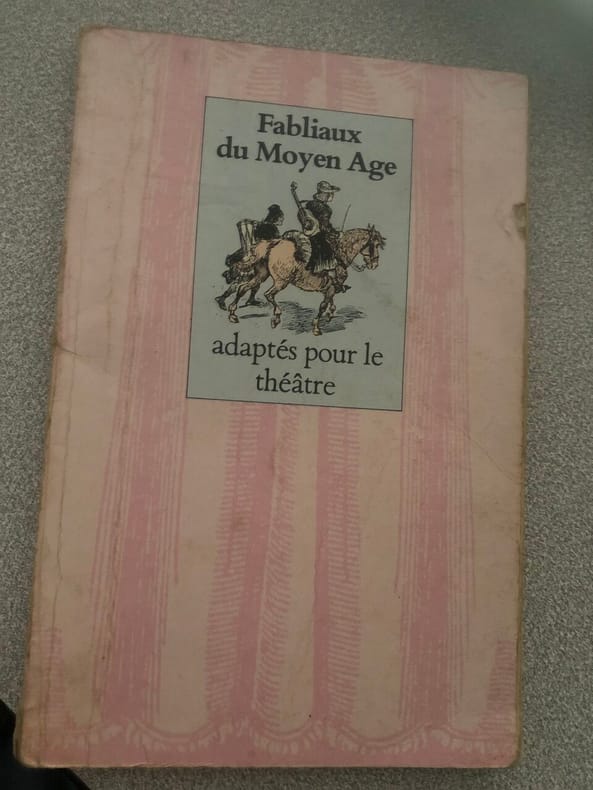 Fabliaux
du Moyen Age
adaptés pour le
théâtre